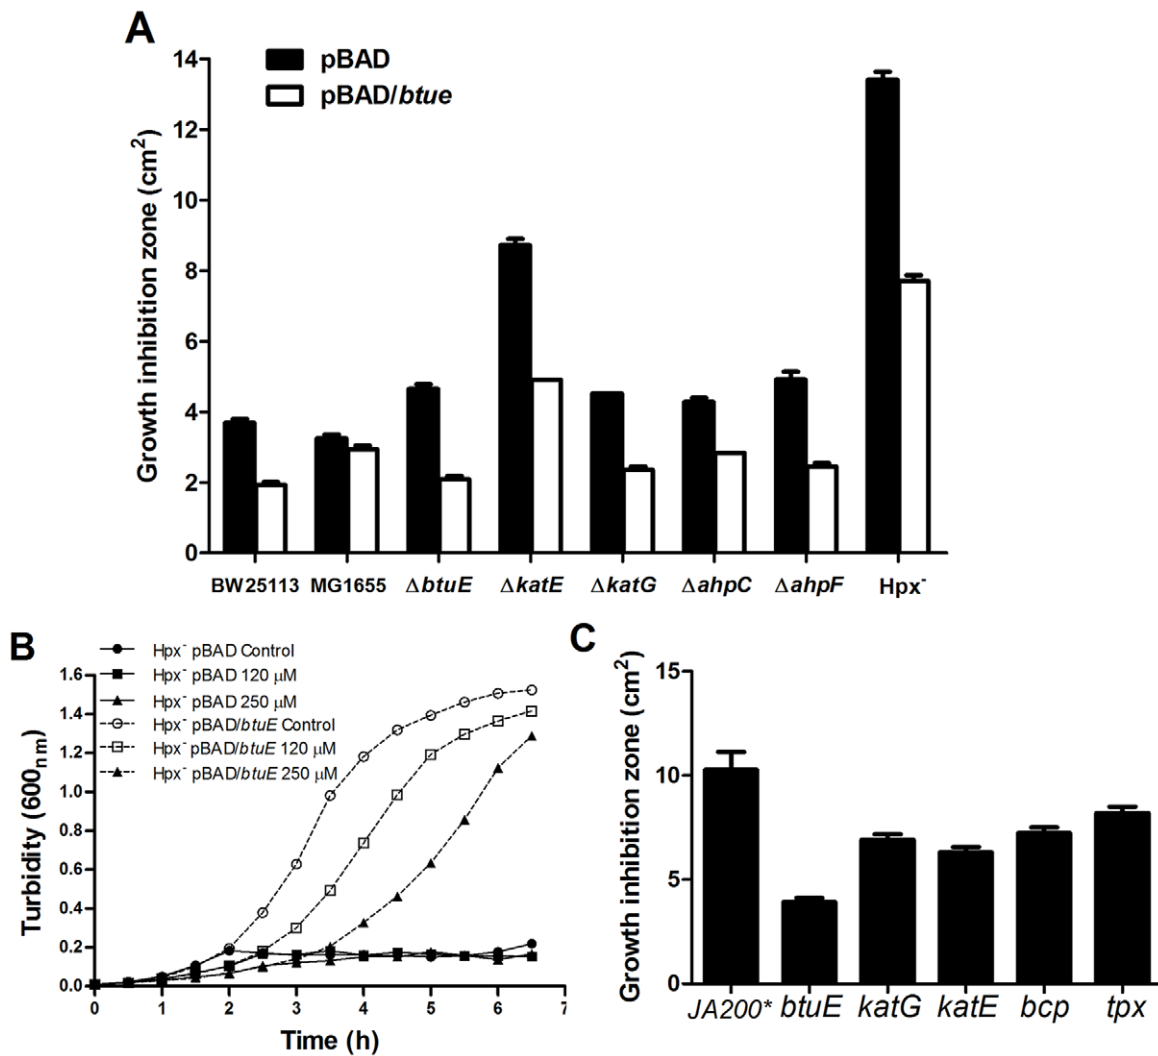 A
pBAD
pBAD/btue
Growth inhibition zone (cm²)
14
12
10
8
6
4
2
0
BW25113 MG1655 ΔbtuE ΔkatE ΔkatG ΔahpC ΔahpF Hpx⁻
B
Hpx⁻ pBAD Control
Hpx⁻ pBAD 120 μM
Hpx⁻ pBAD 250 μM
Hpx⁻ pBAD/btuE Control
Hpx⁻ pBAD/btuE 120 μM
Hpx⁻ pBAD/btuE 250 μM
Turbidity (600nm)
1.6
1.4
1.2
1.0
0.8
0.6
0.4
0.2
0.0
0 1 2 3 4 5 6 7
Time (h)
C
Growth inhibition zone (cm²)
15
10
5
0
JA200* btuE katG katE bcp tpx